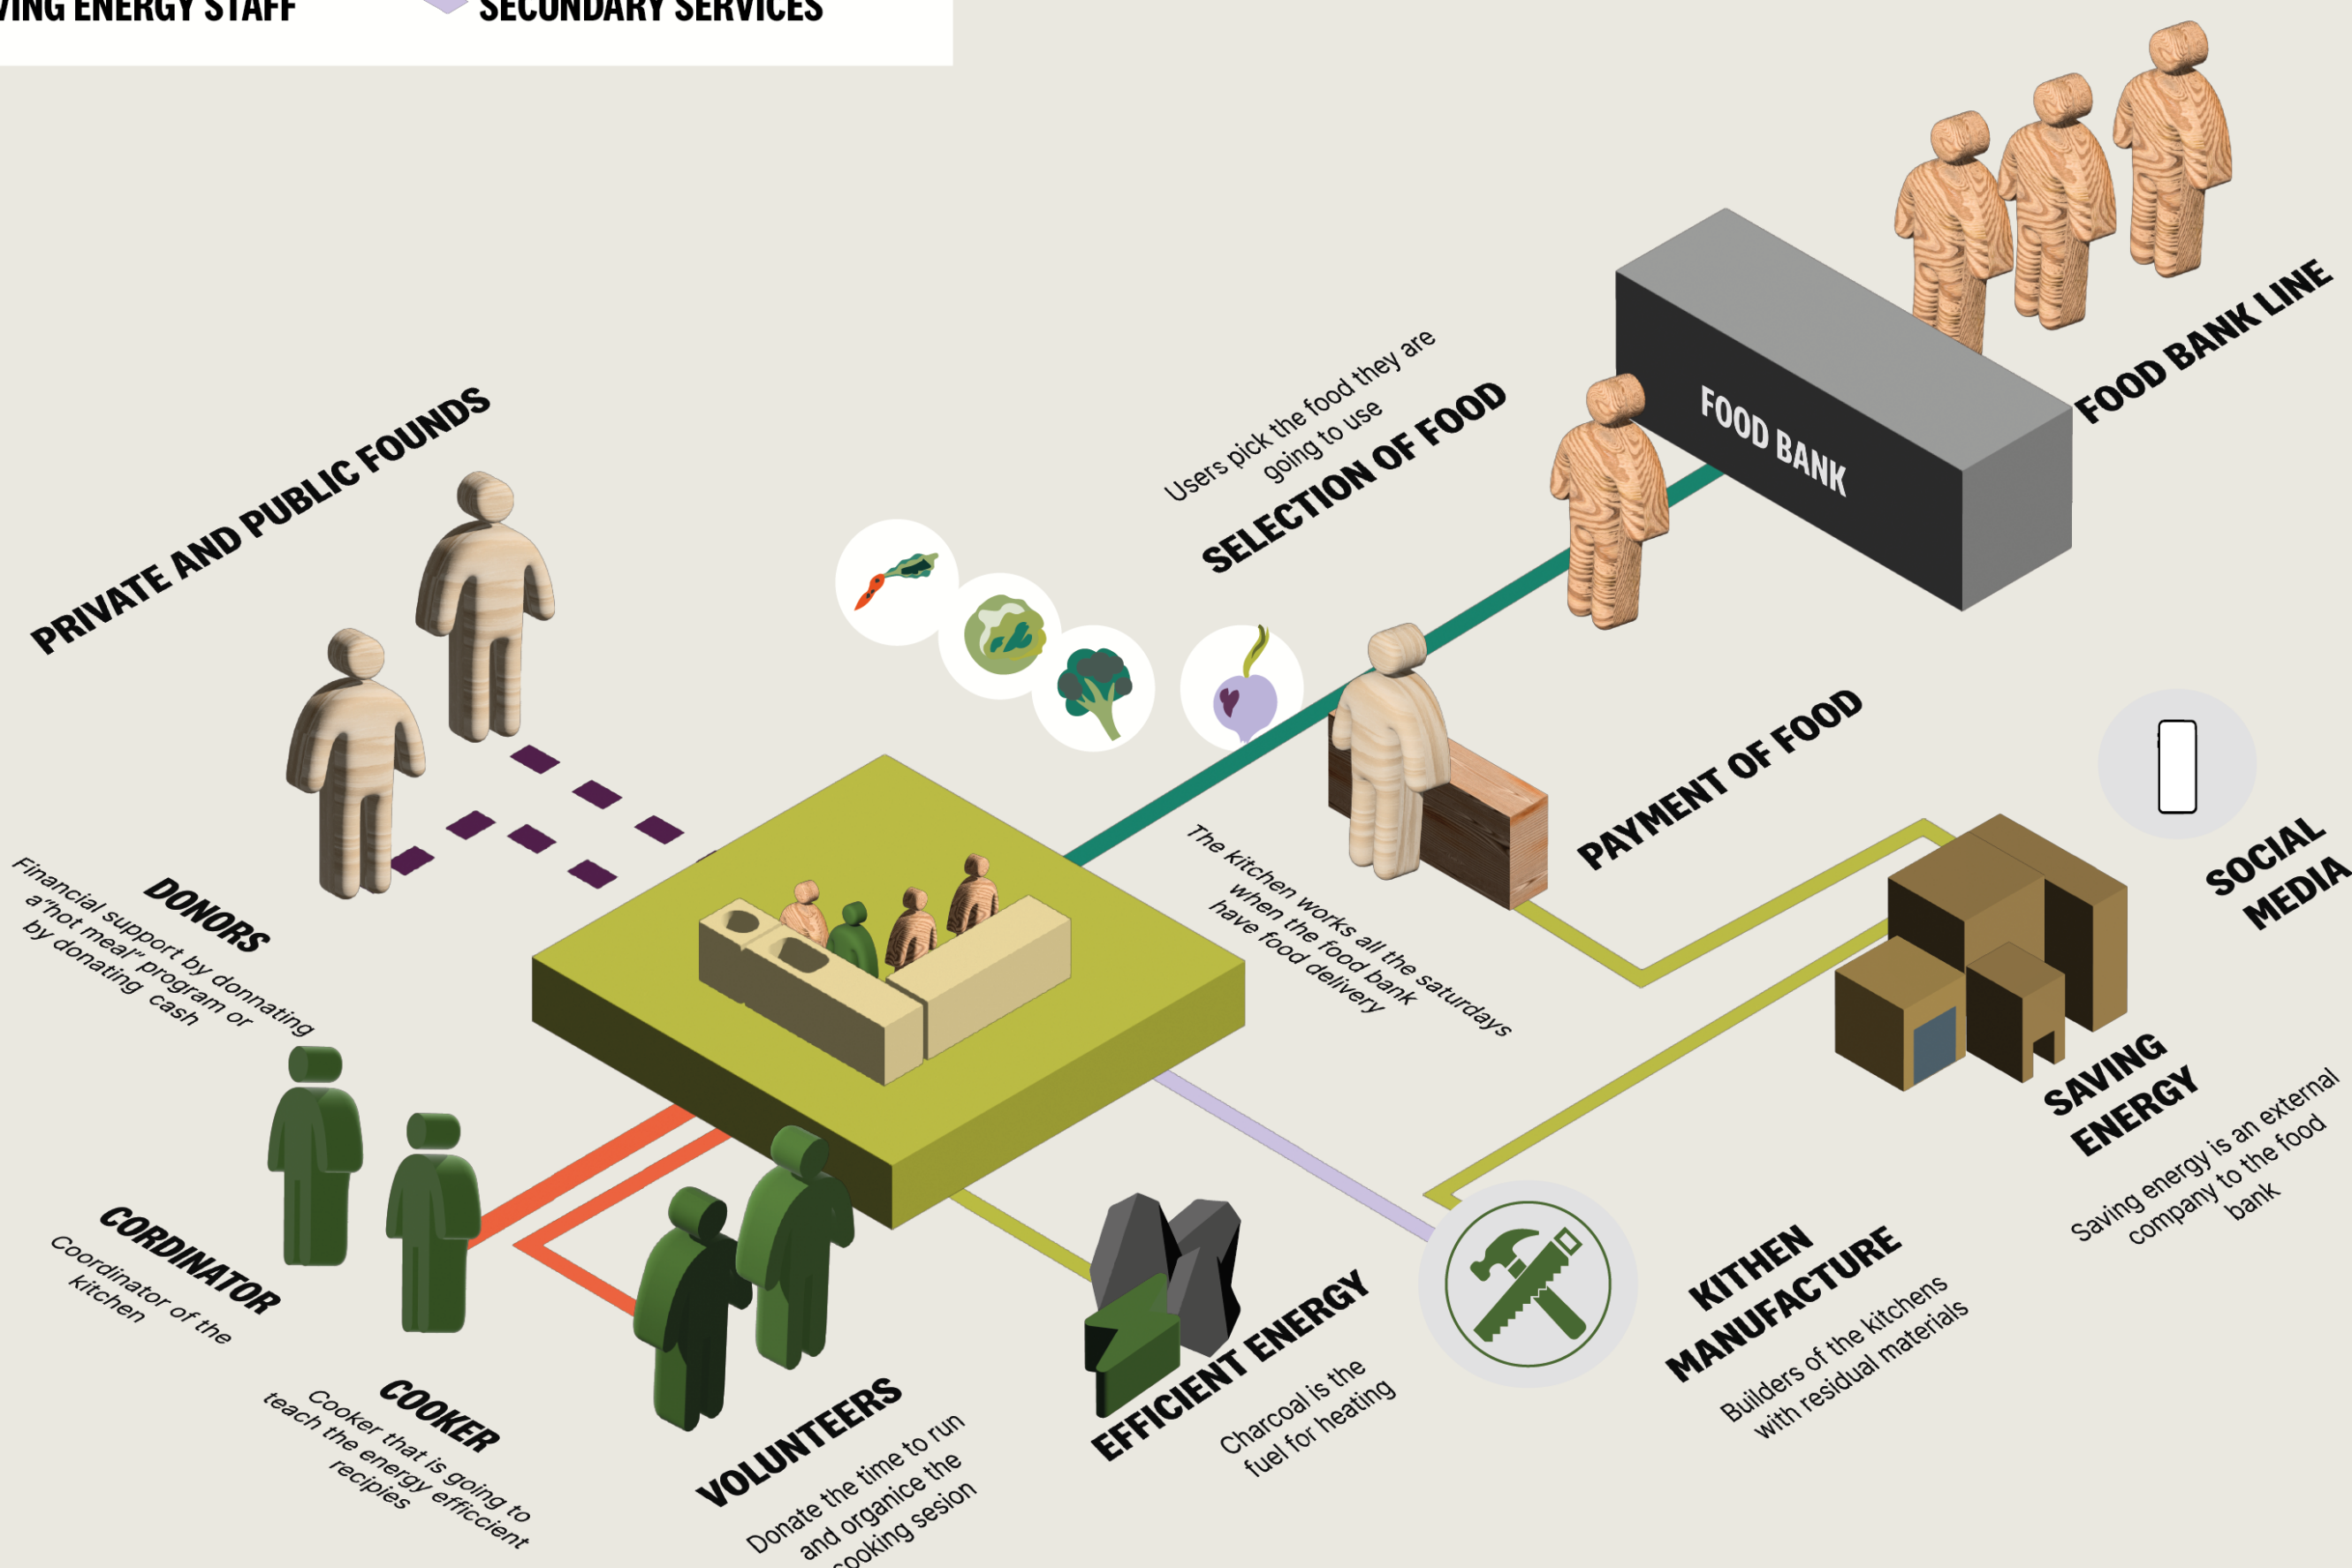 VING ENERGY STAFF
SECUNDARY SERVICES
FOOD BANK LINE
FOOD BANK
Users pick the food they are
going to use
SELECTION OF FOOD
PRIVATE AND PUBLIC FOUNDS
PAYMENT OF FOOD
The kitchen works all the saturdays
when the food bank
have food delivery
SOCIAL
MEDIA
DONORS
Financial support by donnating
a"hot meal" program or
by donating cash
SAVING
ENERGY
Saving energy is an external
company to the food
bank
CORDINATOR
Coordinator of the
kitchen
KITHEN
MANUFACTURE
Builders of the kitchens
with residual materials
EFFICIENT ENERGY
Charcoal is the
fuel for heating
COOKER
Cooker that is going to
teach the energy efficcient
recipies
VOLUNTEERS
Donate the time to run
and organice the
cooking sesion